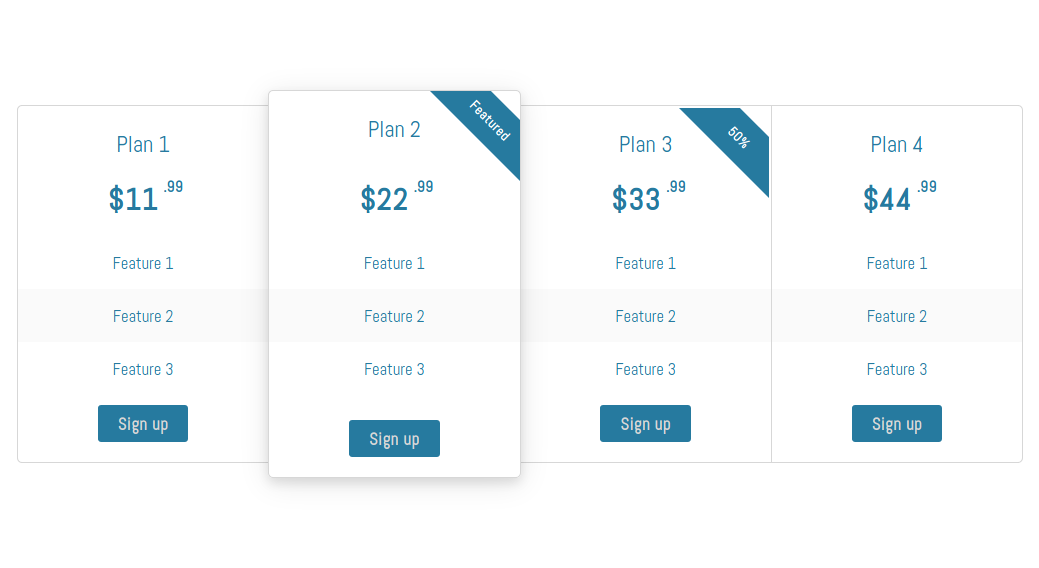 Plan 1
$11 .99
Feature 1
Feature 2
Feature 3
Sign up
Featured
Plan 2
$22 .99
Feature 1
Feature 2
Feature 3
Sign up
50%
Plan 3
$33 .99
Feature 1
Feature 2
Feature 3
Sign up
Plan 4
$44 .99
Feature 1
Feature 2
Feature 3
Sign up